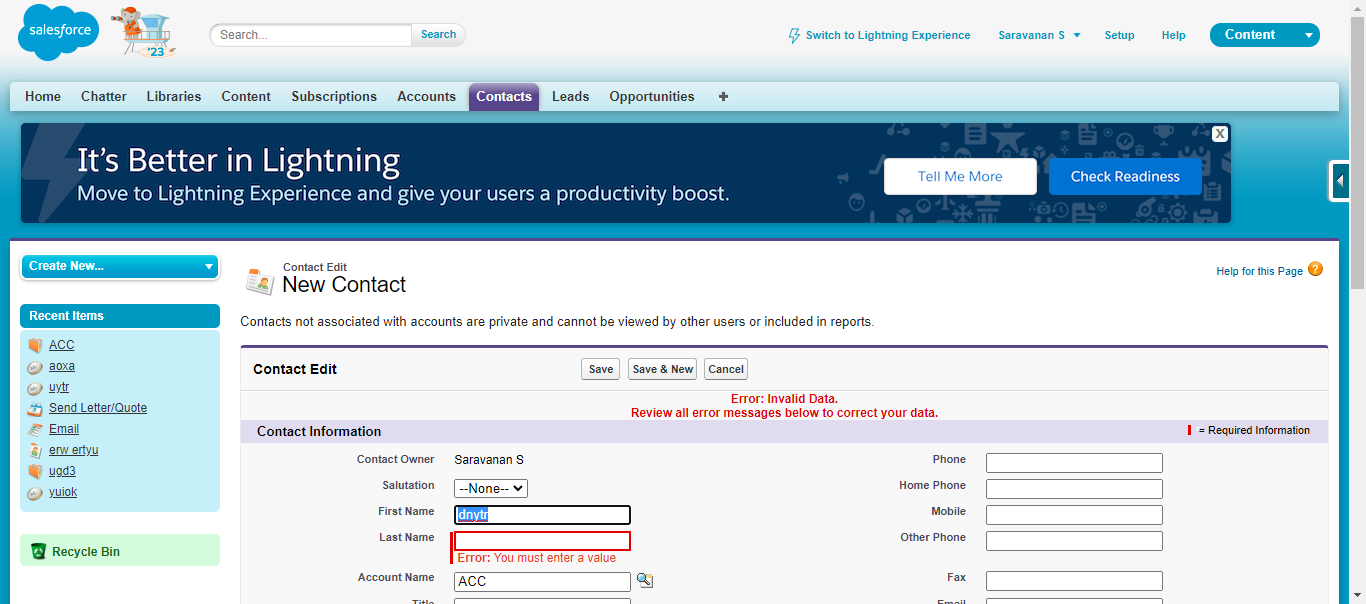 salesforce
'23
Search...
Search
Switch to Lightning Experience
Saravanan S
Setup
Help
Content
Home
Chatter
Libraries
Content
Subscriptions
Accounts
Contacts
Leads
Opportunities
+
It's Better in Lightning
Move to Lightning Experience and give your users a productivity boost.
Tell Me More
Check Readiness
X
Create New...
Recent Items
ACC
aoxa
uytr
Send Letter/Quote
Email
erw ertyu
ugd3
yuiok
Recycle Bin
Contact Edit
New Contact
Help for this Page ?
Contacts not associated with accounts are private and cannot be viewed by other users or included in reports.
Contact Edit
Save
Save & New
Cancel
Error: Invalid Data.
Review all error messages below to correct your data.
Contact Information
= Required Information
Contact Owner
Saravanan S
Phone
Salutation
--None--
Home Phone
First Name
dnytr
Mobile
Last Name
Error: You must enter a value
Other Phone
Account Name
ACC
Fax
Title
Email